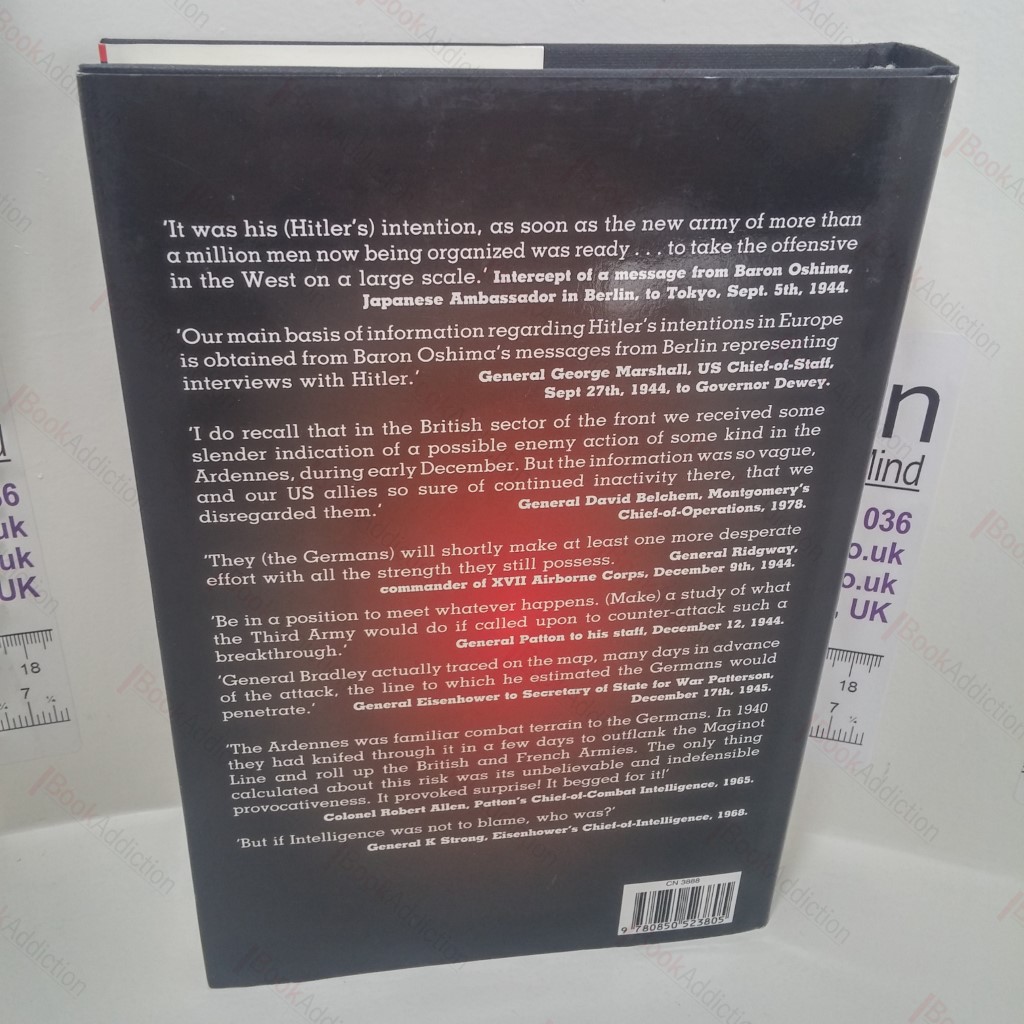 'It was his (Hitler's) intention, as soon as the new army of more than
a million men now being organized was ready . . . to take the offensive
in the West on a large scale.' Intercept of a message from Baron Oshima,
Japanese Ambassador in Berlin, to Tokyo, Sept. 5th, 1944.
'Our main basis of information regarding Hitler's intentions in Europe
is obtained from Baron Oshima's messages from Berlin representing
interviews with Hitler.' General George Marshall, US Chief-of-Staff,
Sept 27th, 1944, to Governor Dewey.
'I do recall that in the British sector of the front we received some
slender indication of a possible enemy action of some kind in the
Ardennes, during early December. But the information was so vague,
and our US allies so sure of continued inactivity there, that we
disregarded them.' General David Belchem, Montgomery's
Chief-of-Operations, 1978.
'They (the Germans) will shortly make at least one more desperate
effort with all the strength they still possess. General Ridgway,
commander of XVII Airborne Corps, December 9th, 1944.
'Be in a position to meet whatever happens. (Make) a study of what
the Third Army would do if called upon to counter-attack such a
breakthrough.' General Patton to his staff, December 12, 1944.
'General Bradley actually traced on the map, many days in advance
of the attack, the line to which he estimated the Germans would
penetrate.' General Eisenhower to Secretary of State for War Patterson,
December 17th, 1945.
'The Ardennes was familiar combat terrain to the Germans. In 1940
they had knifed through it in a few days to outflank the Maginot
Line and roll up the British and French Armies. The only thing
calculated about this risk was its unbelievable and indefensible
provocativeness. It provoked surprise! It begged for it!'
Colonel Robert Allen, Patton's Chief-of-Combat Intelligence, 1965.
'But if Intelligence was not to blame, who was?'
General K Strong, Eisenhower's Chief-of-Intelligence, 1968.
CN 3988
9 780850 523805
n
Mind
036
o.uk
o.uk
, UK
18
7
36
uk
uk
UK
18
7
BookAddiction